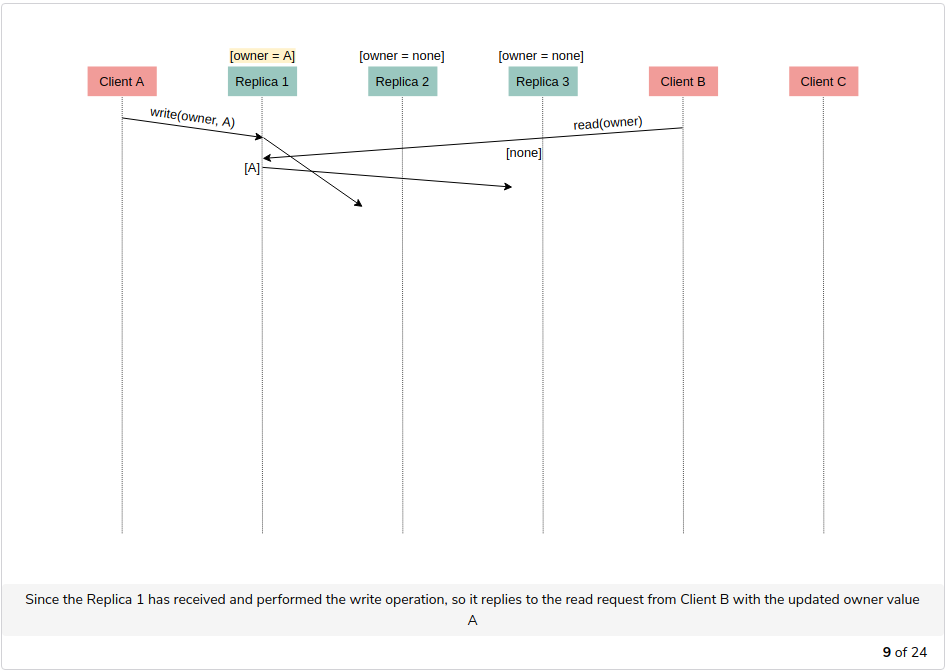 [owner = A] [owner = none] [owner = none]
Client A Replica 1 Replica 2 Replica 3 Client B Client C
write(owner, A)
read(owner)
[none]
[A]
Since the Replica 1 has received and performed the write operation, so it replies to the read request from Client B with the updated owner value
A
9 of 24